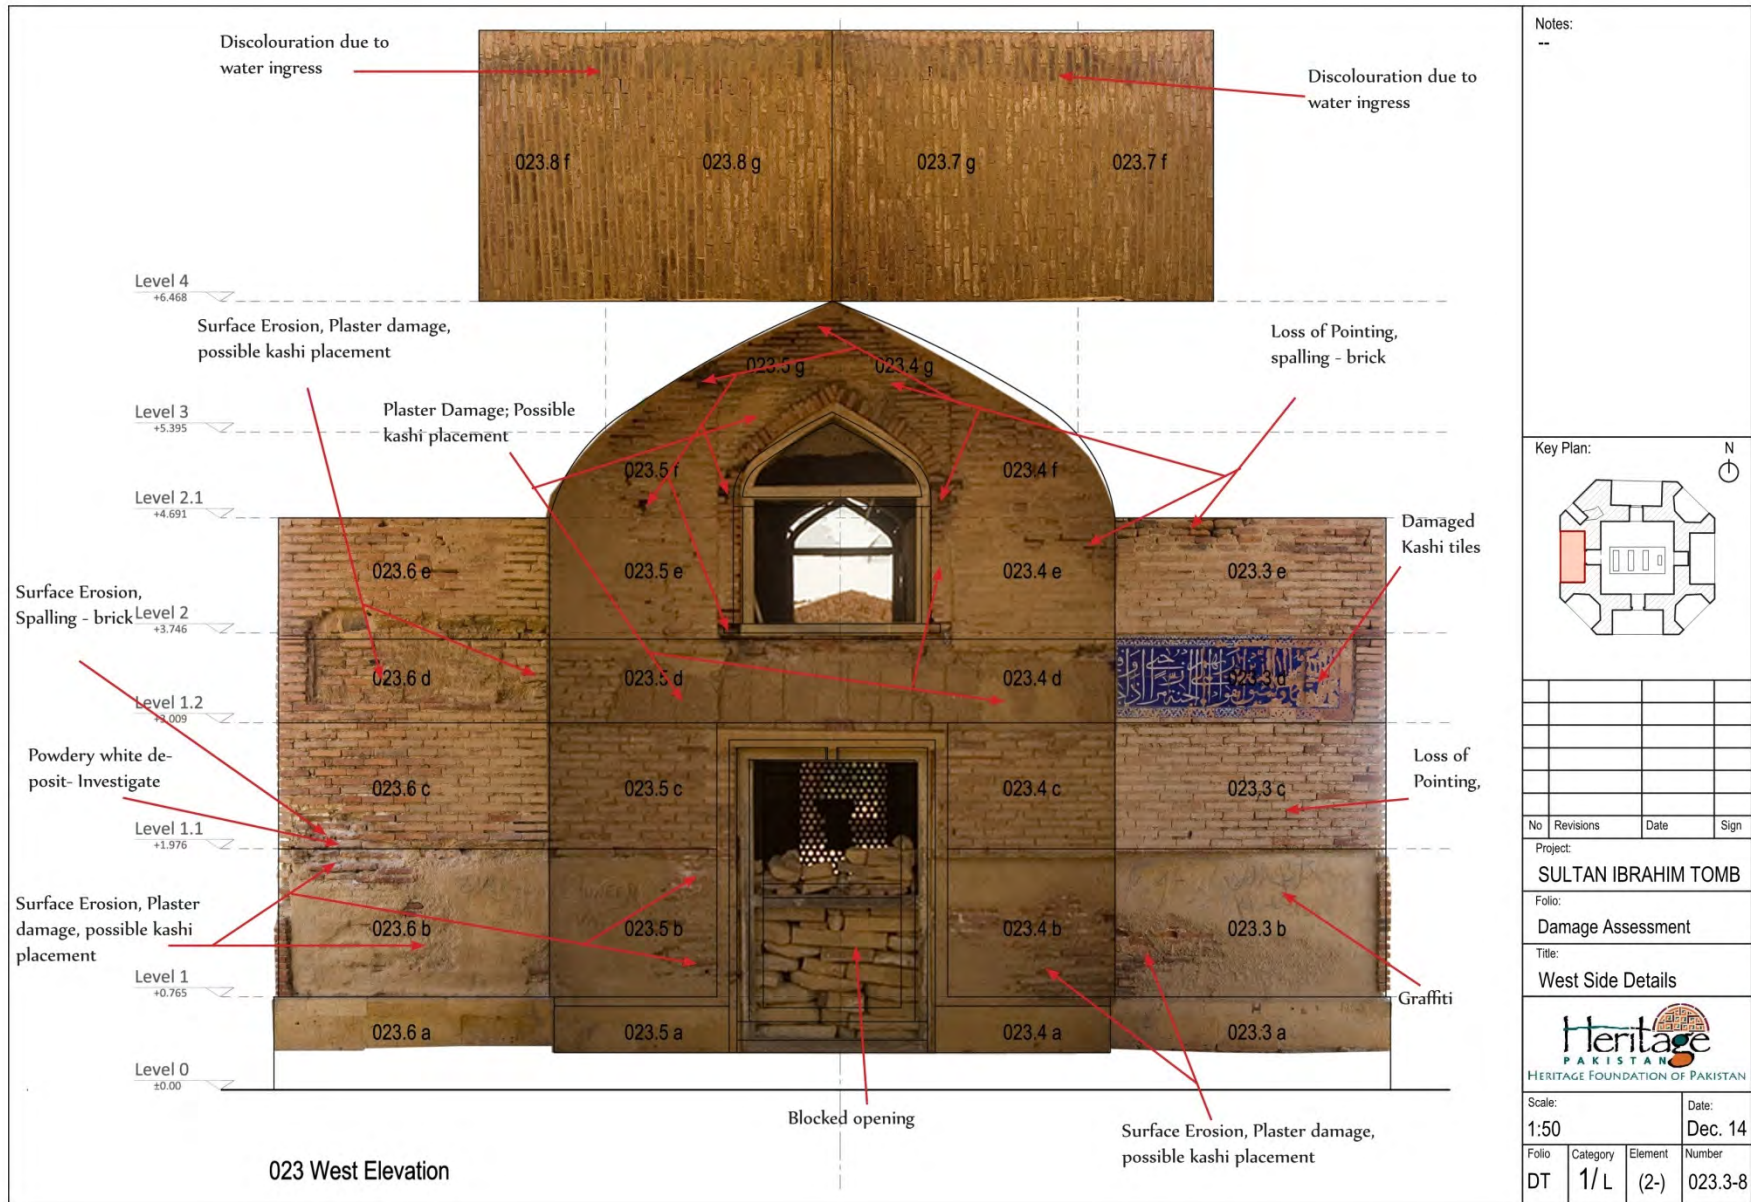 Discolouration due to
water ingress
Discolouration due to
water ingress
023.8 f
023.8 g
023.7 g
023.7 f
Level 4
+6.468
Surface Erosion, Plaster damage,
possible kashi placement
Loss of Pointing,
spalling - brick
023.5 g
023.4 g
Level 3
+5.395
Plaster Damage; Possible
kashi placement
023.5 f
023.4 f
Level 2.1
+4.691
Damaged
Kashi tiles
023.6 e
023.5 e
023.4 e
023.3 e
Surface Erosion,
Spalling - brick
Level 2
+3.746
023.6 d
023.5 d
023.4 d
023.3 d
Level 1.2
+3.009
Powdery white de-
posit- Investigate
Loss of
Pointing,
023.6 c
023.5 c
023.4 c
023.3 c
Level 1.1
+1.976
Surface Erosion, Plaster
damage, possible kashi
placement
023.6 b
023.5 b
023.4 b
023.3 b
Level 1
+0.765
Graffiti
023.6 a
023.5 a
023.4 a
023.3 a
Level 0
±0.00
Blocked opening
Surface Erosion, Plaster damage,
possible kashi placement
023 West Elevation
Notes:
--
Key Plan:
N
No Revisions Date Sign
Project:
SULTAN IBRAHIM TOMB
Folio:
Damage Assessment
Title:
West Side Details
Heritage
PAKISTAN
HERITAGE FOUNDATION OF PAKISTAN
Scale: Date:
1:50 Dec. 14
Folio Category Element Number
DT 1/ L (2-) 023.3-8